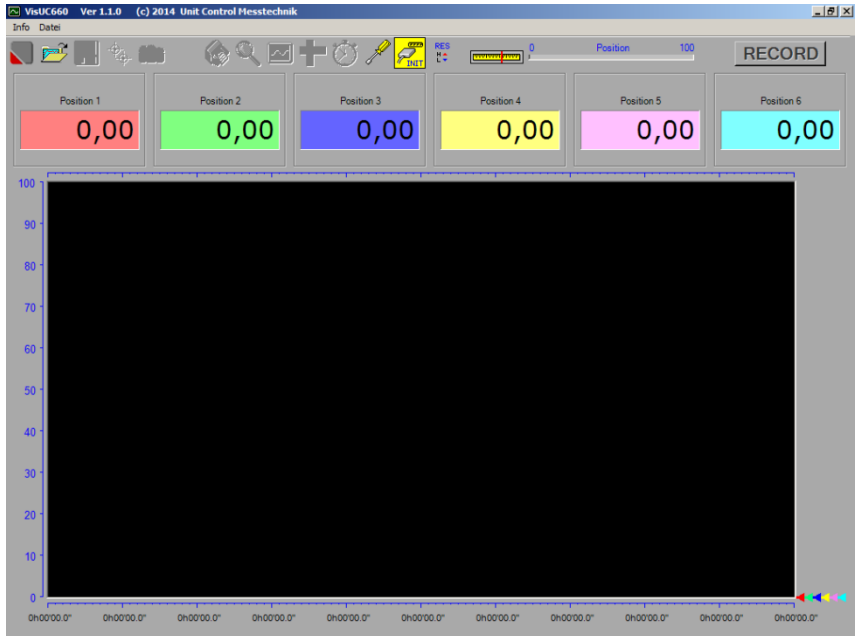 VisUC660 Ver 1.1.0 (c) 2014 Unit Control Messtechnik
Info Datei
INIT
RES
H
L
0 Position 100
RECORD
Position 1 Position 2 Position 3 Position 4 Position 5 Position 6
0,00 0,00 0,00 0,00 0,00 0,00
100
90
80
70
60
50
40
30
20
10
0
0h00'00.0" 0h00'00.0" 0h00'00.0" 0h00'00.0" 0h00'00.0" 0h00'00.0" 0h00'00.0" 0h00'00.0" 0h00'00.0" 0h00'00.0" 0h00'00.0"